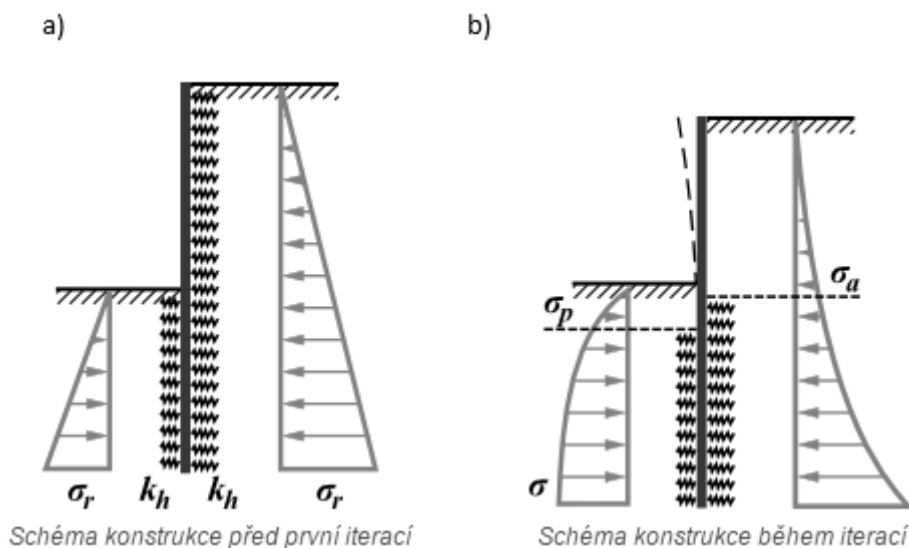 a)
σr kh kh σr
Schéma konstrukce před první iterací
b)
σp σa
σ
Schéma konstrukce během iterací